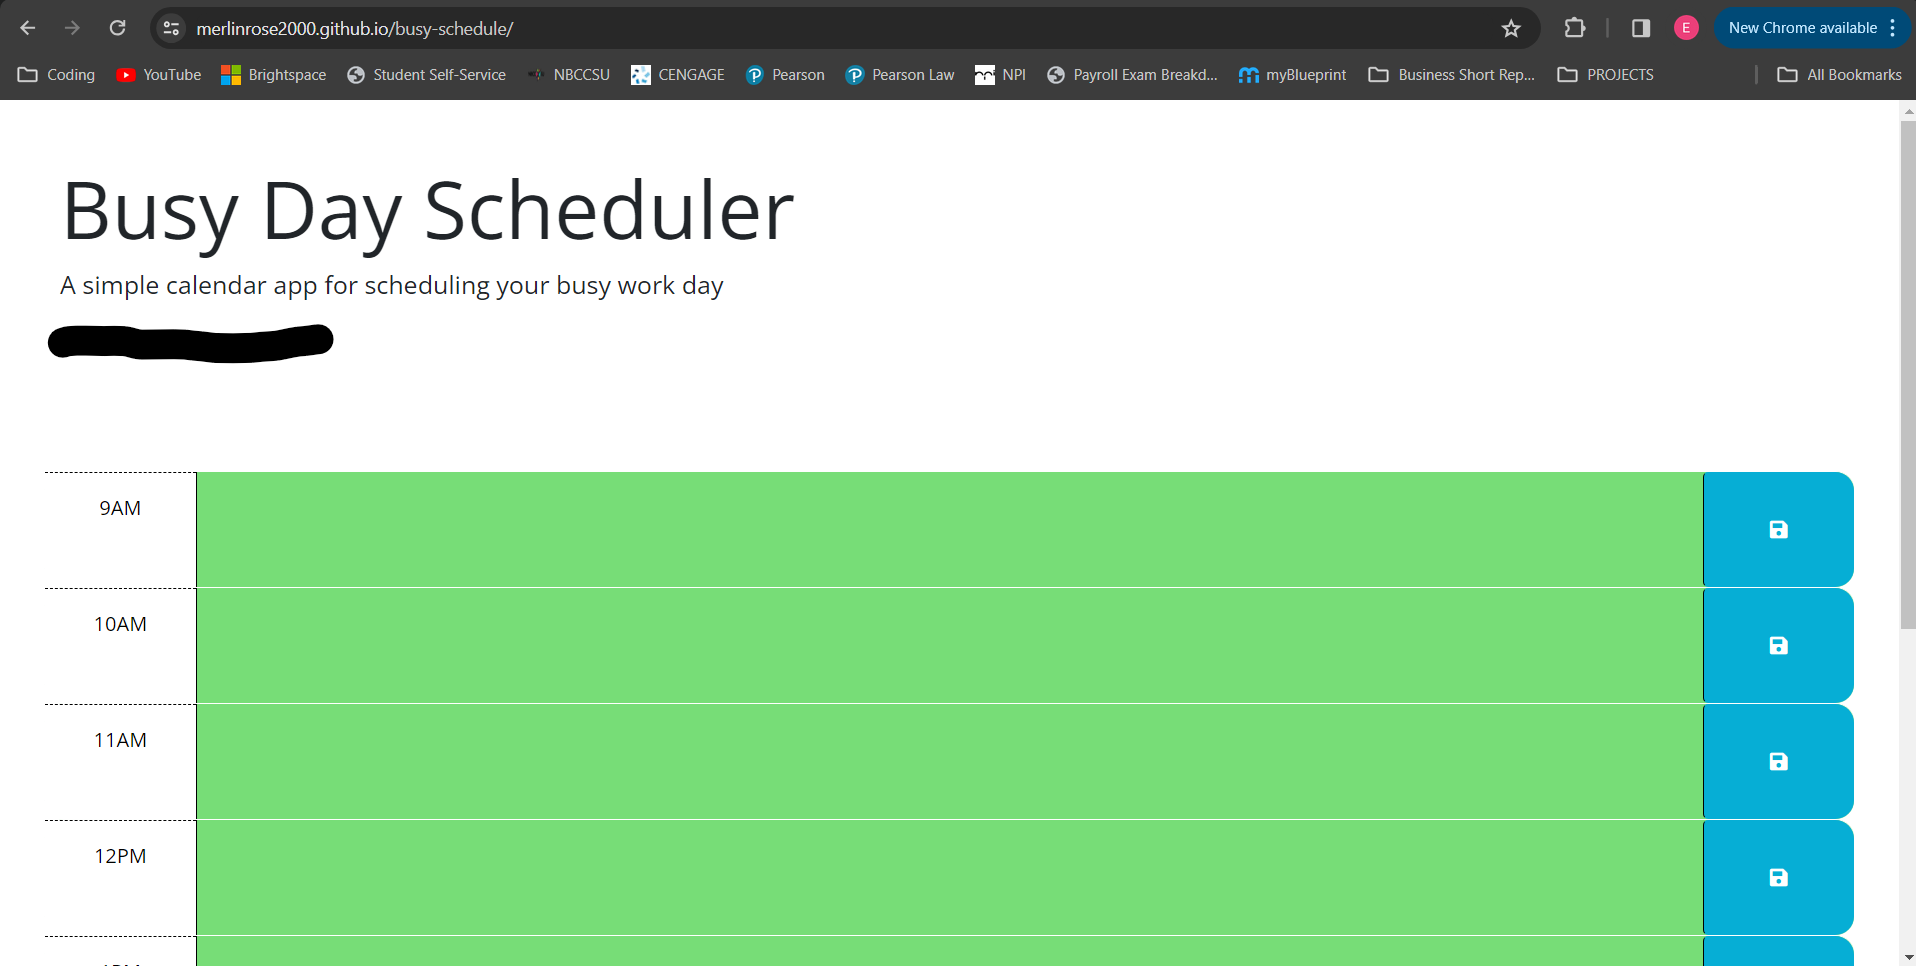 merlinrose2000.github.io/busy-schedule/
E
New Chrome available
Coding YouTube Brightspace Student Self-Service NBCCSU CENGAGE Pearson Pearson Law NPI Payroll Exam Breakd... myBlueprint Business Short Rep... PROJECTS All Bookmarks
Busy Day Scheduler
A simple calendar app for scheduling your busy work day
9AM
10AM
11AM
12PM